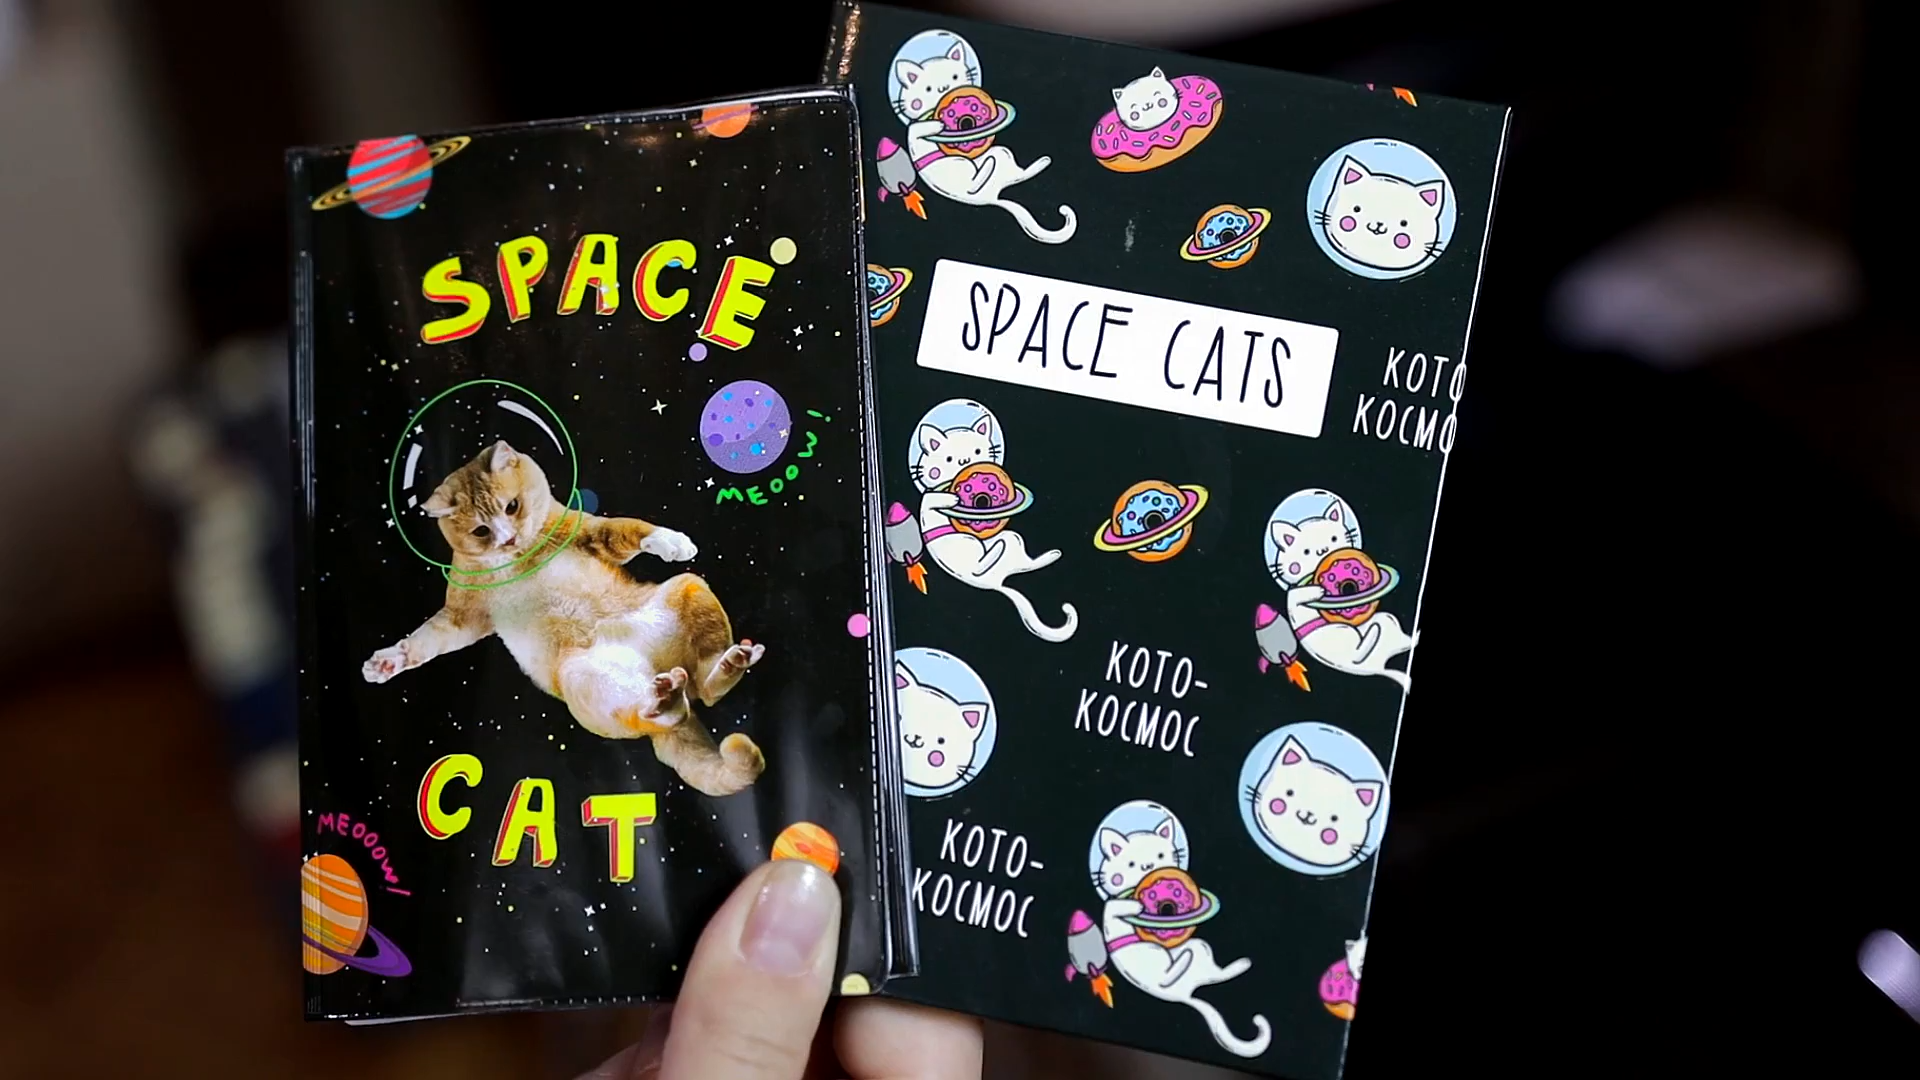 SPACE
MEOOW!
CAT
MEOOOW!
SPACE CATS
КОТО
КОСМО
КОТО-
КОСМОС
КОТО-
КОСМОС